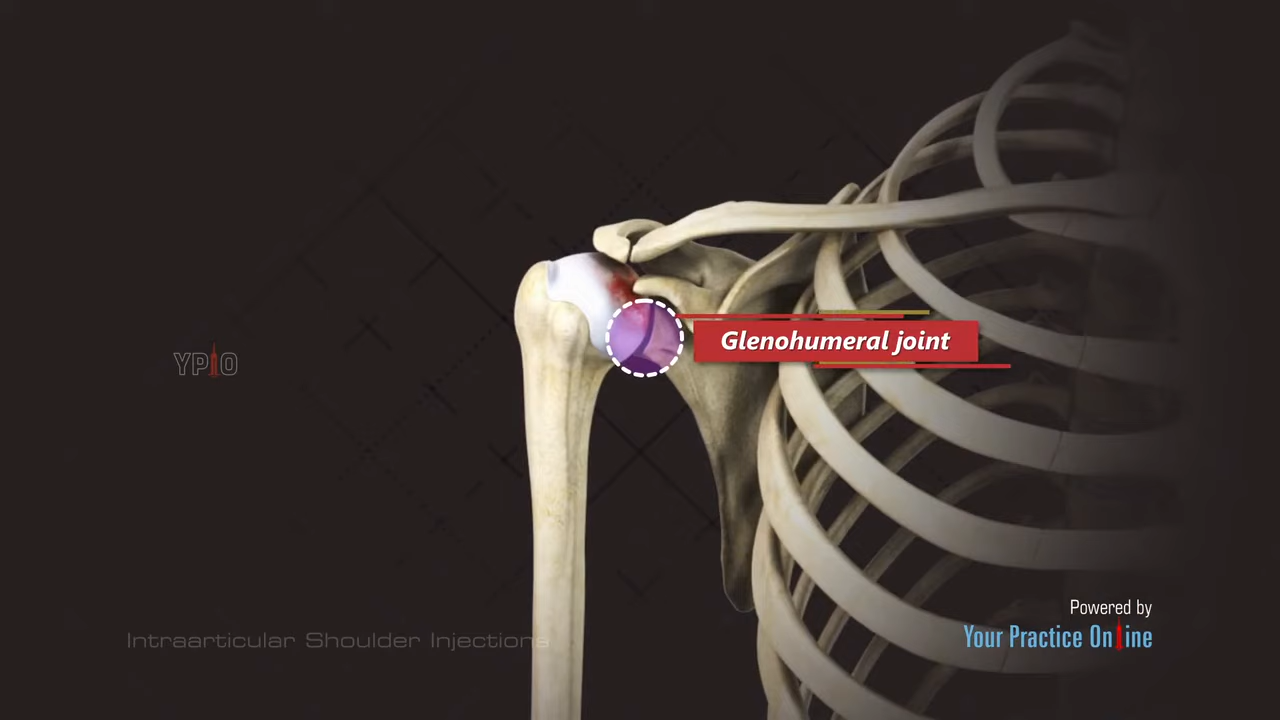 Glenohumeral joint
YPIO
Intraarticular Shoulder Injections
Powered by
Your Practice Online